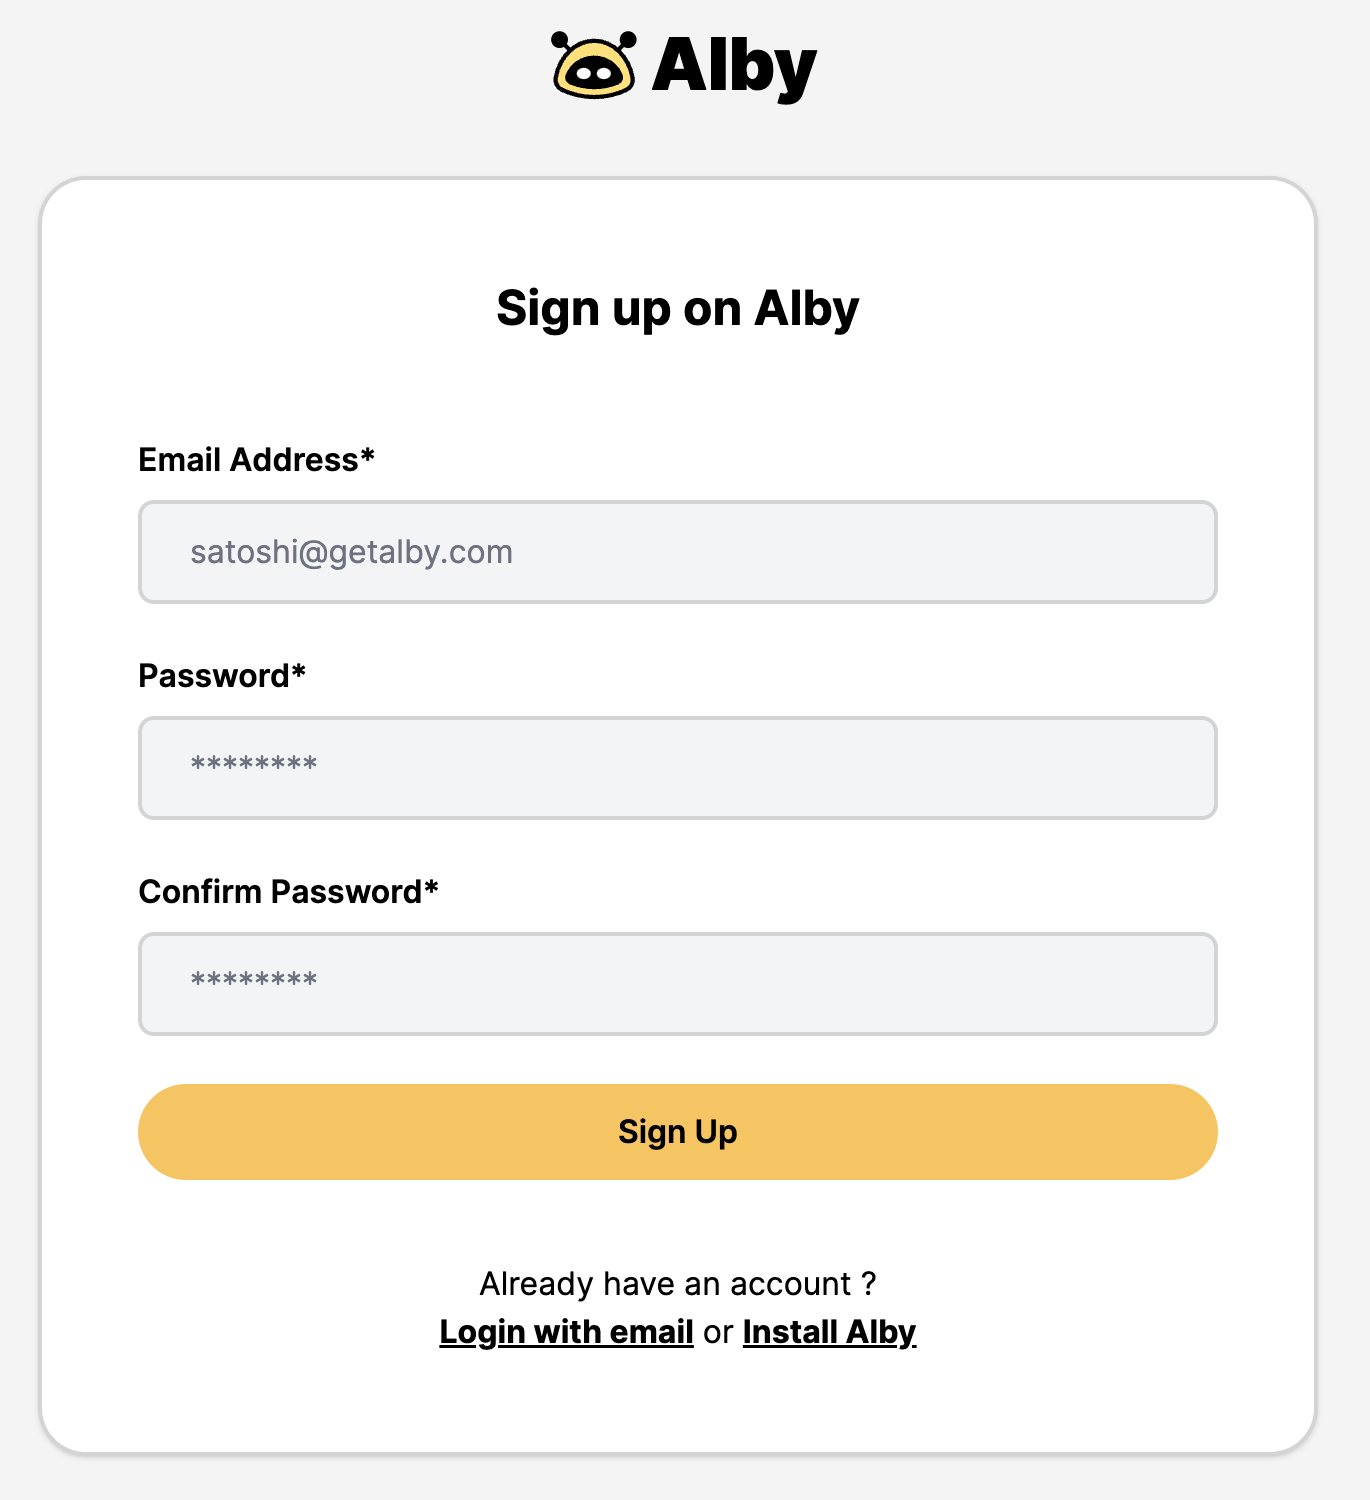 Alby
Sign up on Alby
Email Address*
satoshi@getalby.com
Password*
********
Confirm Password*
********
Sign Up
Already have an account ?
Login with email or Install Alby